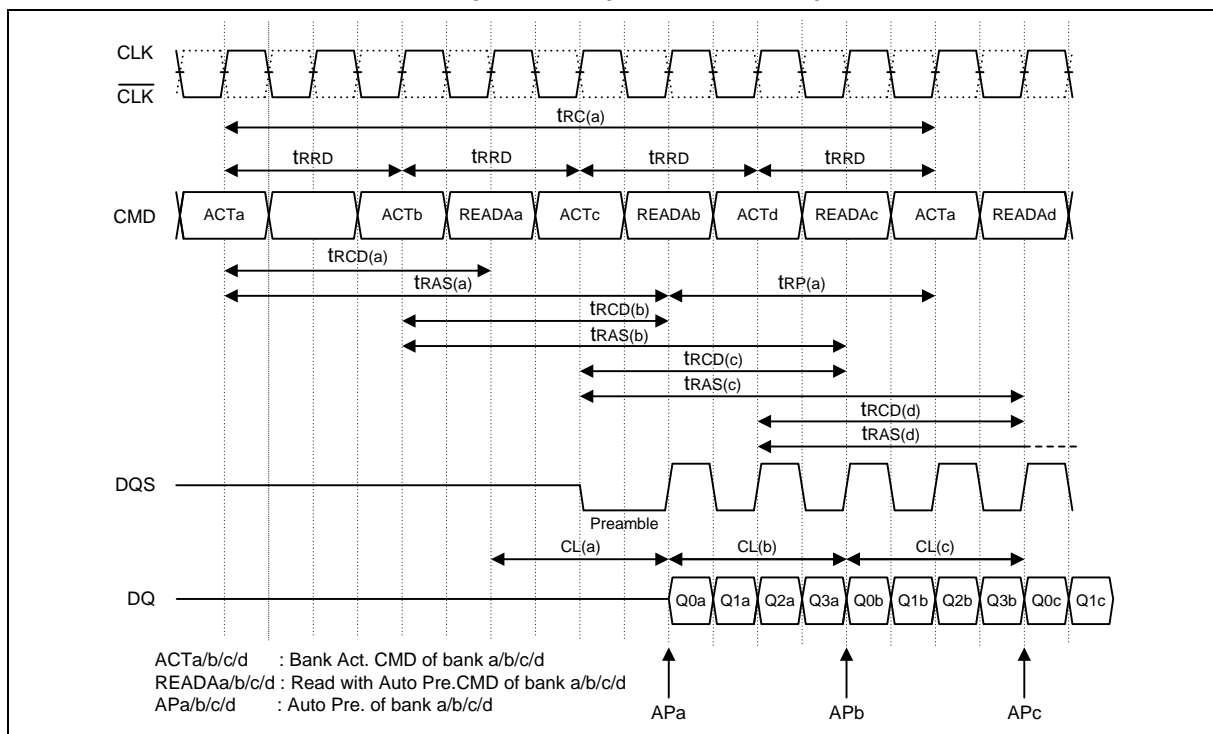 CLK
CLK
tRC(a)
tRRD tRRD tRRD tRRD
CMD ACTa ACTb READAa ACTc READAb ACTd READAc ACTa READAd
tRCD(a)
tRAS(a) tRP(a)
tRCD(b)
tRAS(b)
tRCD(c)
tRAS(c)
tRCD(d)
tRAS(d)
DQS
Preamble
CL(a) CL(b) CL(c)
DQ Q0a Q1a Q2a Q3a Q0b Q1b Q2b Q3b Q0c Q1c
ACTa/b/c/d : Bank Act. CMD of bank a/b/c/d
READAa/b/c/d : Read with Auto Pre.CMD of bank a/b/c/d
APa/b/c/d : Auto Pre. of bank a/b/c/d
APa APb APc